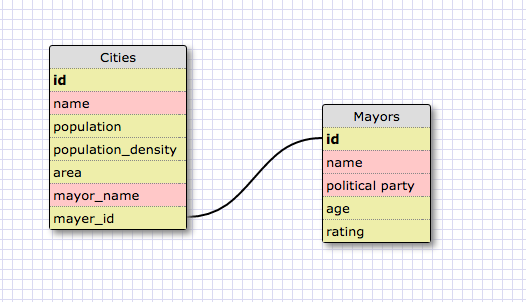 Cities
id
name
population
population_density
area
mayor_name
mayer_id
Mayors
id
name
political party
age
rating